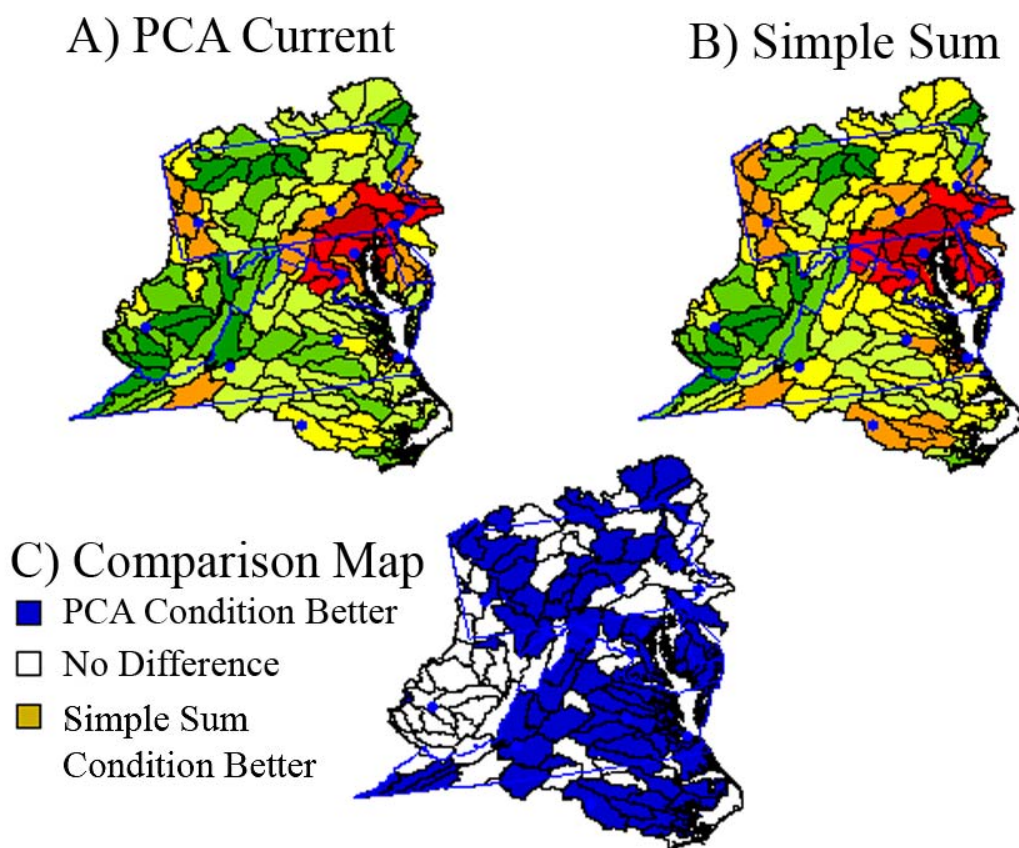 A) PCA Current
B) Simple Sum
C) Comparison Map
PCA Condition Better
No Difference
Simple Sum
Condition Better